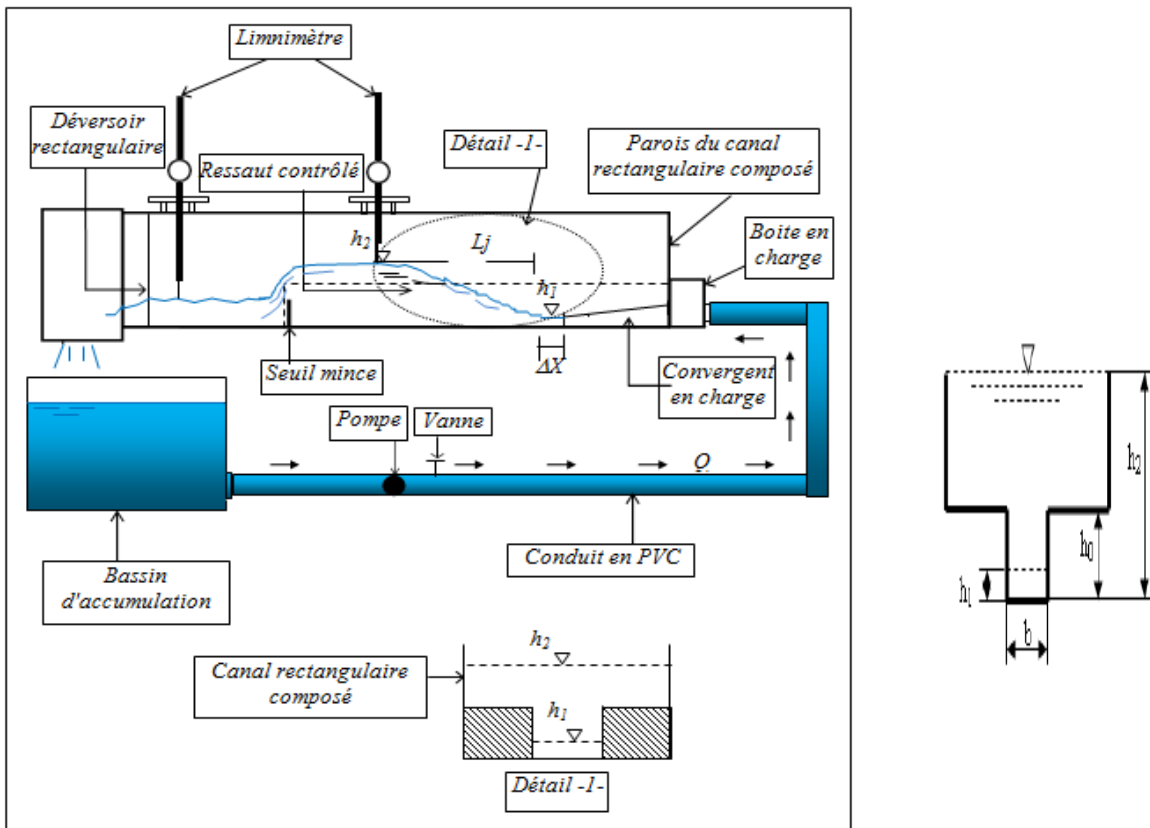 Limnimètre
Déversoir
rectangulaire
Ressaut contrôlé
Détail -1-
Parois du canal
rectangulaire composé
Boite en
charge
h2
Lj
h1
Seuil mince
ΔX
Convergent
en charge
Pompe
Vanne
Q
Conduit en PVC
Bassin
d'accumulation
Canal rectangulaire
composé
h2
h1
Détail -1-
h2
h0
h1
b